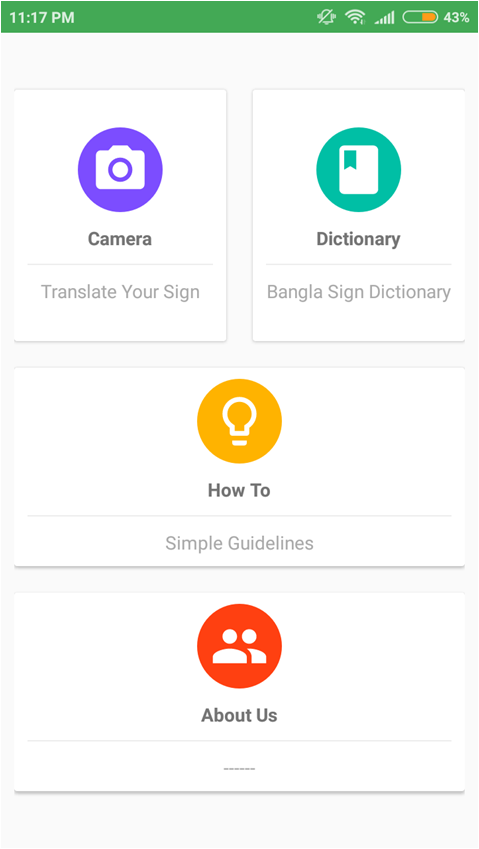 11:17 PM 43%
Camera
Translate Your Sign
Dictionary
Bangla Sign Dictionary
How To
Simple Guidelines
About Us
------